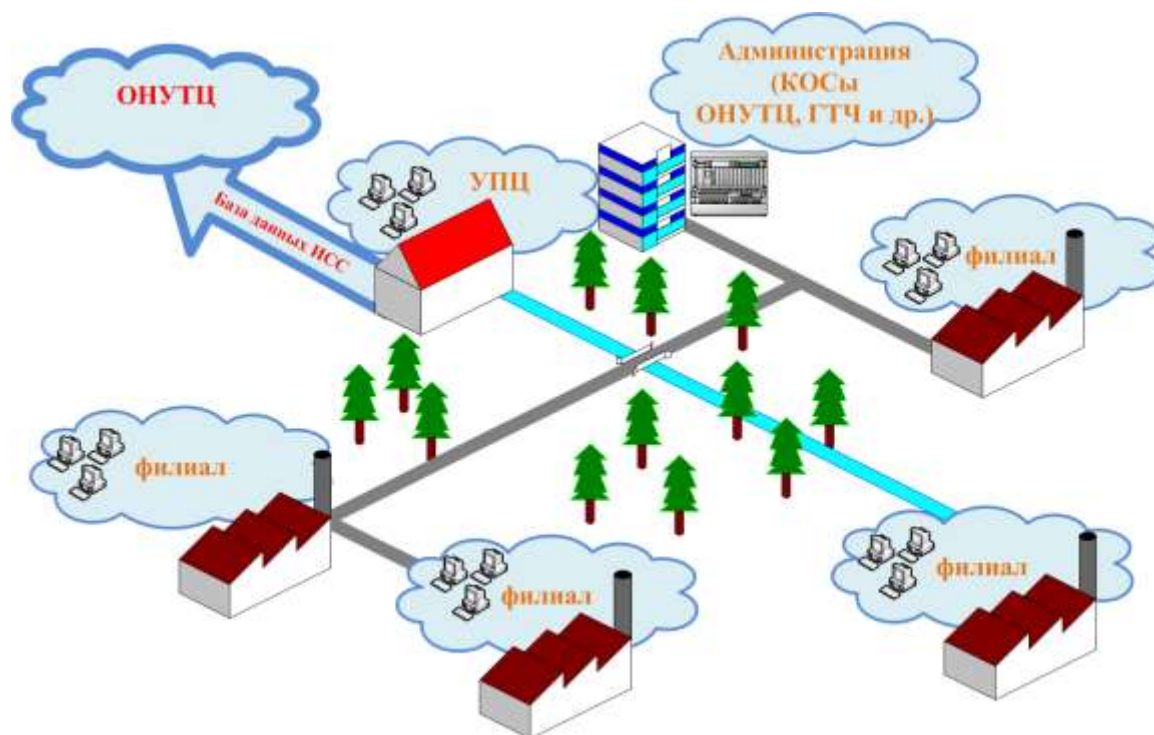 ОНУТЦ
Администрация
(КОСы
ОНУТЦ, ГТЧ и др.)
УПЦ
База данных ИСС
филиал
филиал
филиал
филиал